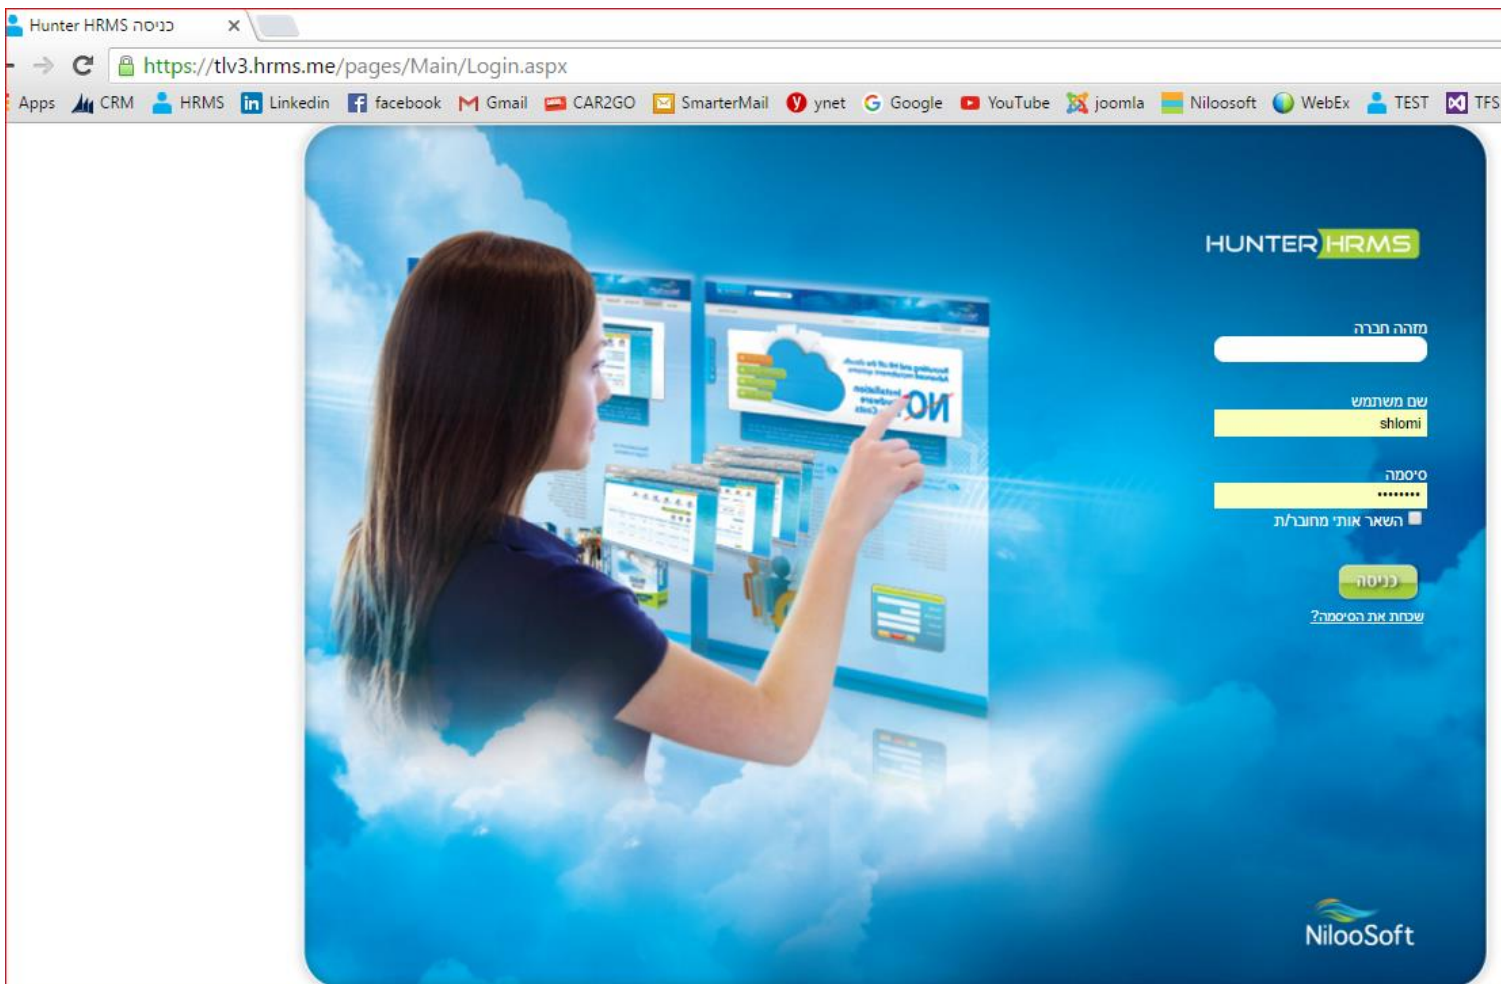 Hunter HRMS כניסה
https://tlv3.hrms.me/pages/Main/Login.aspx
Apps CRM HRMS Linkedin facebook Gmail CAR2GO SmarterMail ynet Google YouTube joomla Niloosoft WebEx TEST TFS
HUNTER HRMS
מזהה חברה
שם משתמש
shlomi
סיסמה
••••••••
השאר אותי מחובר/ת
כניסה
שכחת את הסיסמה?
NO
Installation
NilooSoft